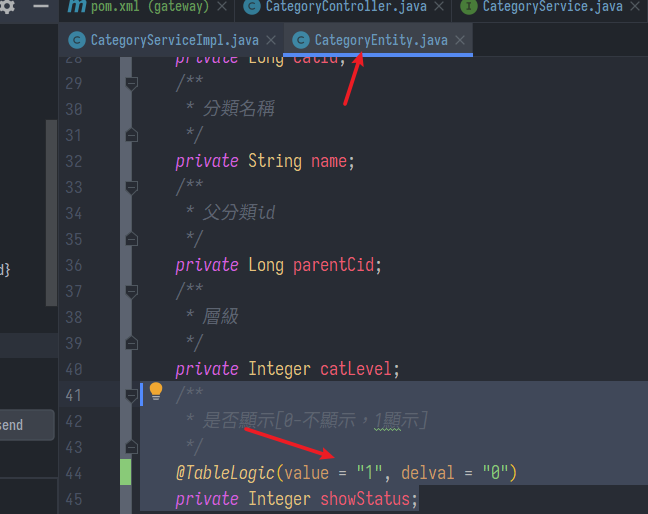 pom.xml (gateway)
CategoryController.java
CategoryService.java
CategoryServiceImpl.java
CategoryEntity.java
28 private Long catId;
29 /**
30 * 分類名稱
31 */
32 private String name;
33 /**
34 * 父分類id
35 */
36 private Long parentCid;
37 /**
38 * 層級
39 */
40 private Integer catLevel;
41 /**
42 * 是否顯示[0-不顯示，1顯示]
43 */
44 @TableLogic(value = "1", delval = "0")
45 private Integer showStatus;
d}
send